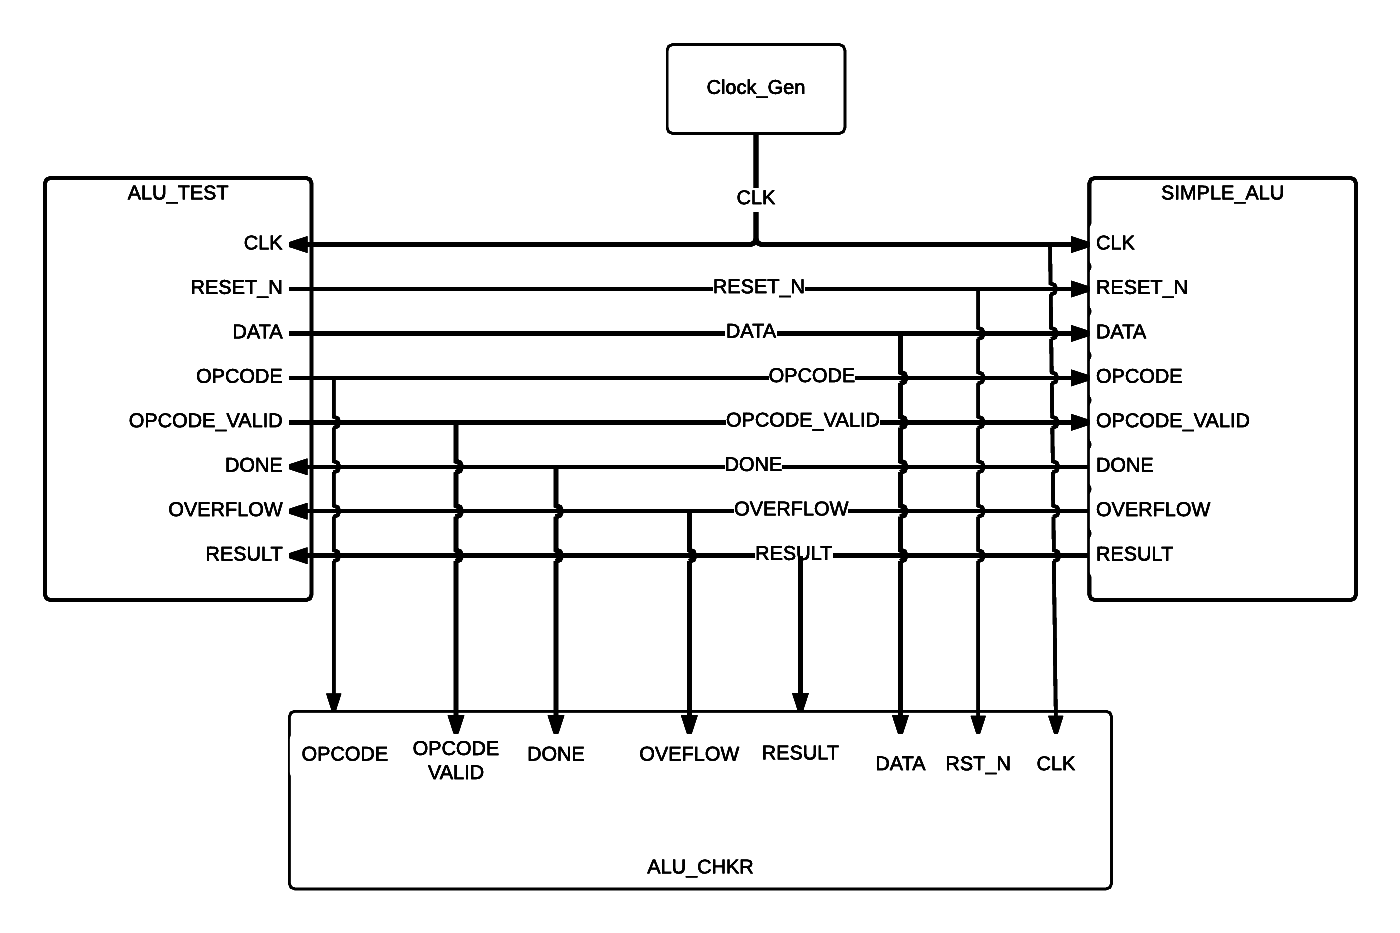 Clock_Gen
CLK
ALU_TEST
SIMPLE_ALU
CLK
CLK
RESET_N
RESET_N
RESET_N
DATA
DATA
DATA
OPCODE
OPCODE
OPCODE
OPCODE_VALID
OPCODE_VALID
OPCODE_VALID
DONE
DONE
DONE
OVERFLOW
OVERFLOW
OVERFLOW
RESULT
RESULT
RESULT
OPCODE
OPCODE
VALID
DONE
OVEFLOW
RESULT
DATA
RST_N
CLK
ALU_CHKR